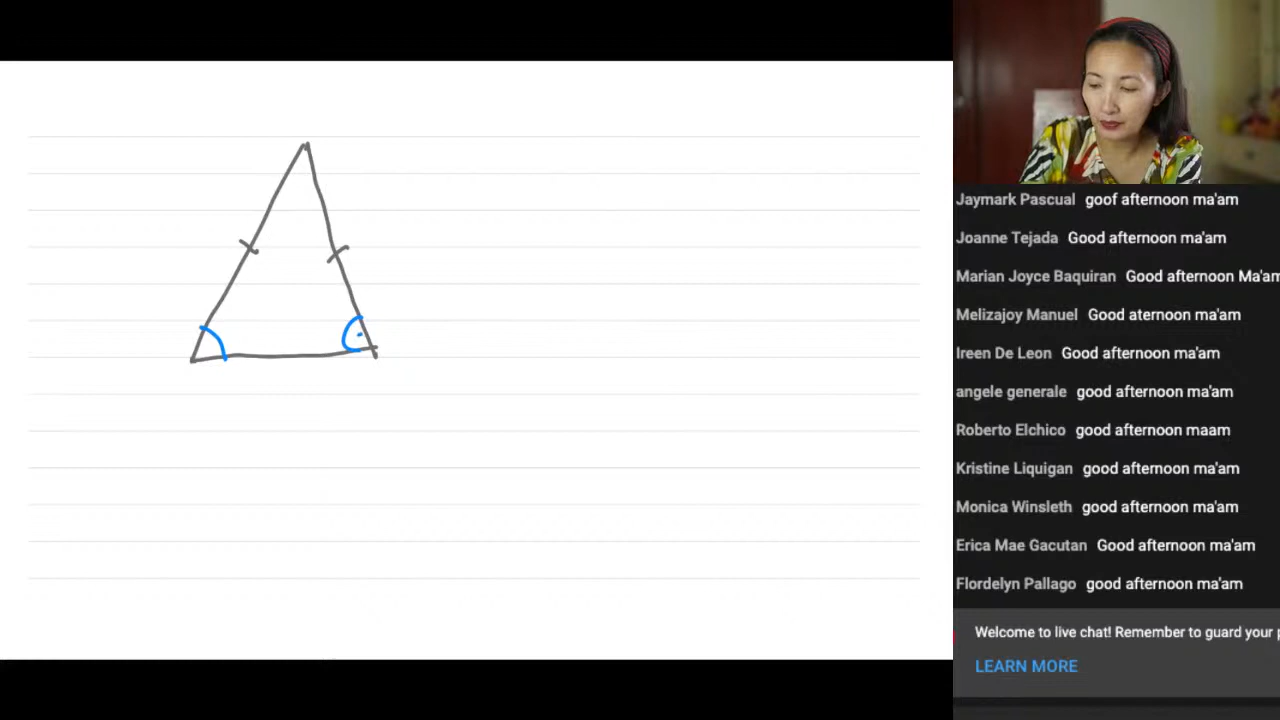 Jaymark Pascual goof afternoon ma'am
Joanne Tejada Good afternoon ma'am
Marian Joyce Baquiran Good afternoon Ma'am
Melizajoy Manuel Good aternoon ma'am
Ireen De Leon Good afternoon ma'am
angele generale good afternoon ma'am
Roberto Elchico good afternoon maam
Kristine Liquigan good afternoon ma'am
Monica Winsleth good afternoon ma'am
Erica Mae Gacutan Good afternoon ma'am
Flordelyn Pallago good afternoon ma'am
Welcome to live chat! Remember to guard your
LEARN MORE